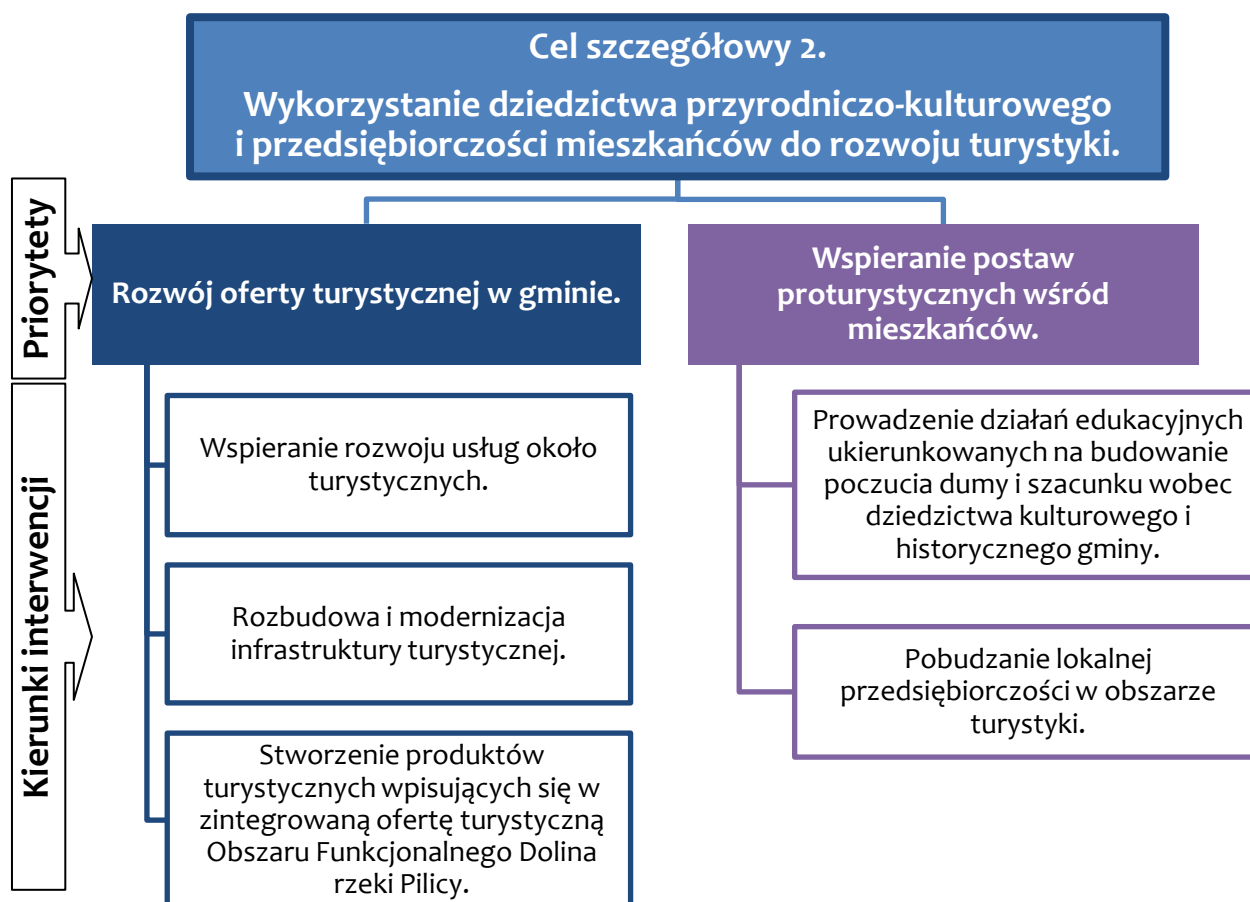 Cel szczegółowy 2.
Wykorzystanie dziedzictwa przyrodniczo-kulturowego
i przedsiębiorczości mieszkańców do rozwoju turystyki.
Priorytety
Rozwój oferty turystycznej w gminie.
Wspieranie postaw
proturystycznych wśród
mieszkańców.
Kierunki interwencji
Wspieranie rozwoju usług około
turystycznych.
Rozbudowa i modernizacja
infrastruktury turystycznej.
Stworzenie produktów
turystycznych wpisujących się w
zintegrowaną ofertę turystyczną
Obszaru Funkcjonalnego Dolina
rzeki Pilicy.
Prowadzenie działań edukacyjnych
ukierunkowanych na budowanie
poczucia dumy i szacunku wobec
dziedzictwa kulturowego i
historycznego gminy.
Pobudzanie lokalnej
przedsiębiorczości w obszarze
turystyki.